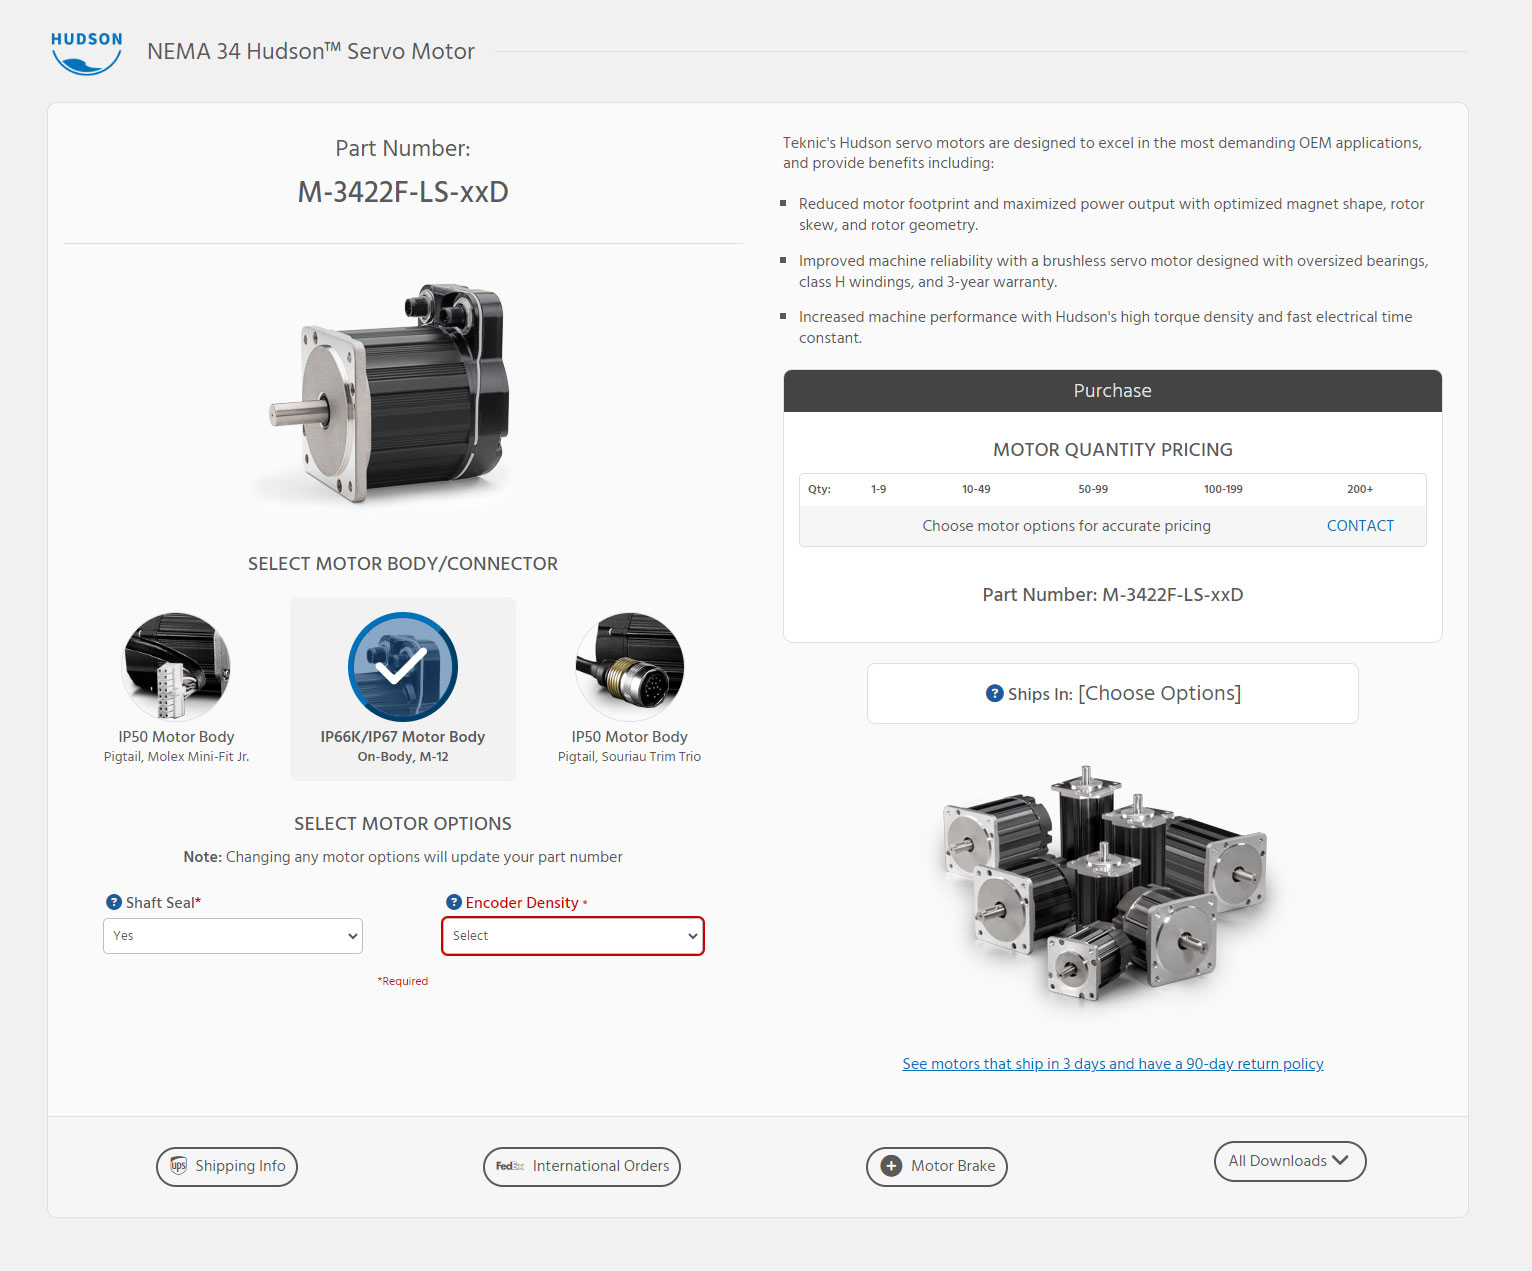 HUDSON
NEMA 34 Hudson™ Servo Motor
Part Number:
M-3422F-LS-xxD
SELECT MOTOR BODY/CONNECTOR
IP50 Motor Body
Pigtail, Molex Mini-Fit Jr.
IP66K/IP67 Motor Body
On-Body, M-12
IP50 Motor Body
Pigtail, Souriau Trim Trio
SELECT MOTOR OPTIONS
Note: Changing any motor options will update your part number
? Shaft Seal*
Yes
? Encoder Density *
Select
*Required
Teknic's Hudson servo motors are designed to excel in the most demanding OEM applications,
and provide benefits including:
Reduced motor footprint and maximized power output with optimized magnet shape, rotor
skew, and rotor geometry.
Improved machine reliability with a brushless servo motor designed with oversized bearings,
class H windings, and 3-year warranty.
Increased machine performance with Hudson's high torque density and fast electrical time
constant.
Purchase
MOTOR QUANTITY PRICING
Qty: 1-9 10-49 50-99 100-199 200+
Choose motor options for accurate pricing CONTACT
Part Number: M-3422F-LS-xxD
? Ships In: [Choose Options]
See motors that ship in 3 days and have a 90-day return policy
ups Shipping Info
FedEx International Orders
Motor Brake
All Downloads